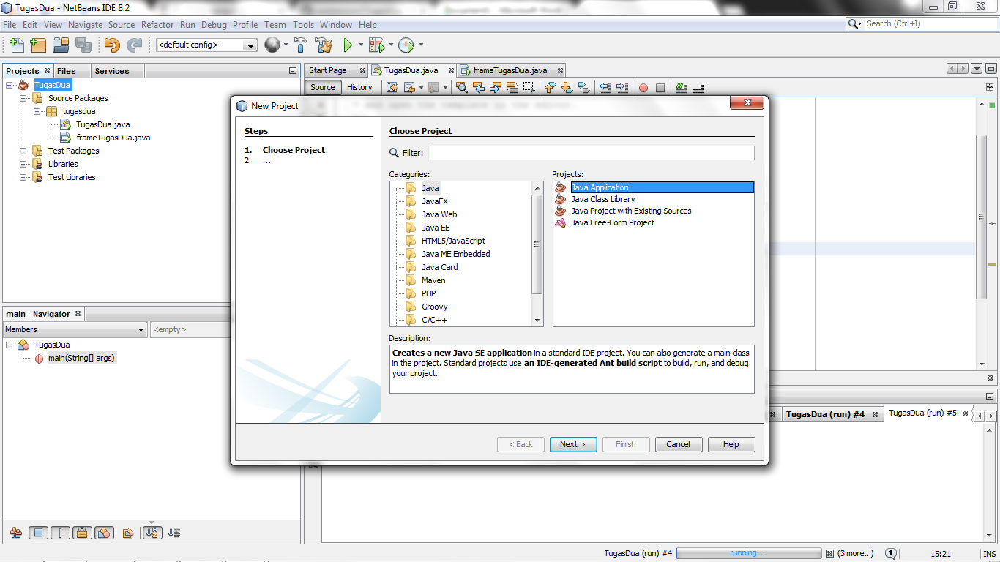 TugasDua - NetBeans IDE 8.2
File Edit View Navigate Source Refactor Run Debug Profile Team Tools Window Help
Search (Ctrl+I)
<default config>
Projects Files Services
Start Page TugasDua.java frameTugasDua.java
Source History
TugasDua
Source Packages
tugasdua
TugasDua.java
frameTugasDua.java
Test Packages
Libraries
Test Libraries
main - Navigator
Members <empty>
TugasDua
main(String[] args)
New Project
Steps
1. Choose Project
2. ...
Choose Project
Filter:
Categories:
Java
JavaFX
Java Web
Java EE
HTML5/JavaScript
Java ME Embedded
Java Card
Maven
PHP
Groovy
C/C++
Projects:
Java Application
Java Class Library
Java Project with Existing Sources
Java Free-Form Project
Description:
Creates a new Java SE application in a standard IDE project. You can also generate a main class
in the project. Standard projects use an IDE-generated Ant build script to build, run, and debug
your project.
< Back Next > Finish Cancel Help
TugasDua (run) #4 TugasDua (run) #5
TugasDua (run) #4 running... (3 more...) 1 15:21 INS